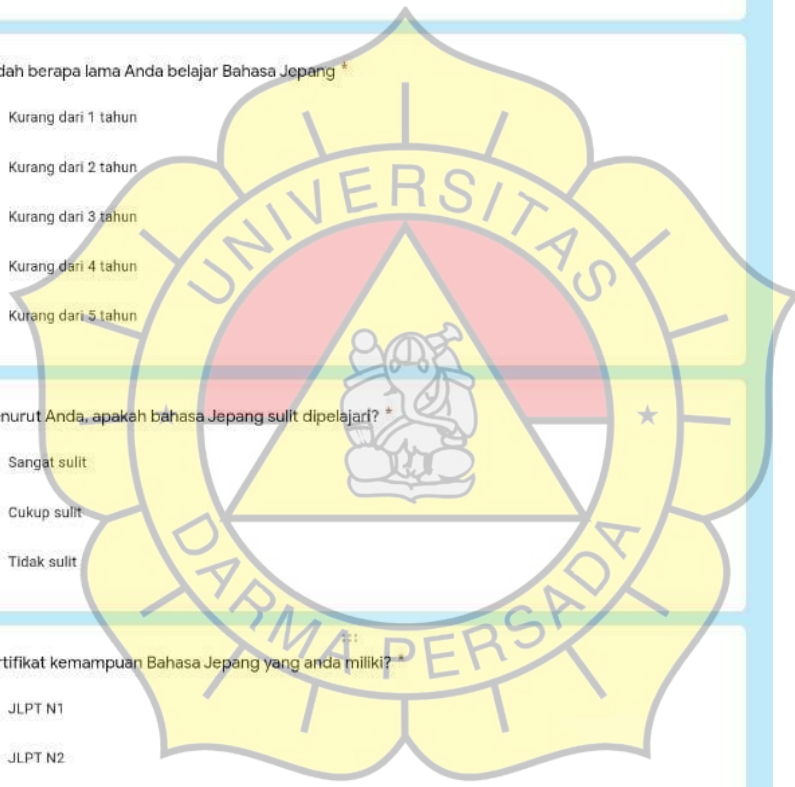 dah berapa lama Anda belajar Bahasa Jepang *
Kurang dari 1 tahun
Kurang dari 2 tahun
Kurang dari 3 tahun
Kurang dari 4 tahun
Kurang dari 5 tahun
enurut Anda, apakah bahasa Jepang sulit dipelajari? *
Sangat sulit
Cukup sulit
Tidak sulit
rtifikat kemampuan Bahasa Jepang yang anda miliki? *
JLPT N1
JLPT N2
UNIVERSITAS
DARMA PERSADA